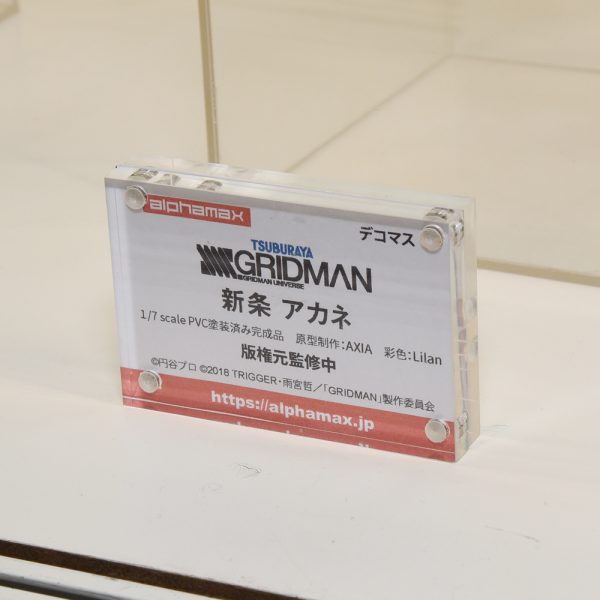 alphamax
デコマス
TSUBURAYA
GRIDMAN
GRIDMAN UNIVERSE
新条 アカネ
1/7 scale PVC塗装済み完成品 原型制作：AXIA 彩色：Lilan
版権元監修中
©円谷プロ ©2018 TRIGGER・雨宮哲／「GRIDMAN」製作委員会
https://alphamax.jp